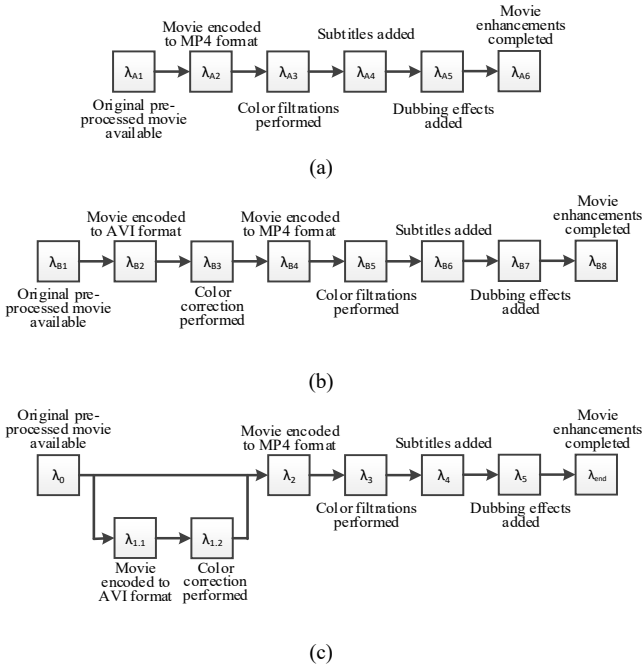 Movie encoded
to MP4 format
Subtitles added
Movie
enhancements
completed
λA1
λA2
λA3
λA4
λA5
λA6
Original pre-
processed movie
available
Color filtrations
performed
Dubbing effects
added
(a)
Movie encoded
to AVI format
Movie encoded
to MP4 format
Subtitles added
Movie
enhancements
completed
λB1
λB2
λB3
λB4
λB5
λB6
λB7
λB8
Original pre-
processed movie
available
Color
correction
performed
Color filtrations
performed
Dubbing effects
added
(b)
Original pre-
processed movie
available
Movie encoded
to MP4 format
Subtitles added
Movie
enhancements
completed
λ0
λ2
λ3
λ4
λ5
λend
Color filtrations
performed
Dubbing effects
added
λ1.1
λ1.2
Movie
encoded to
AVI format
Color
correction
performed
(c)